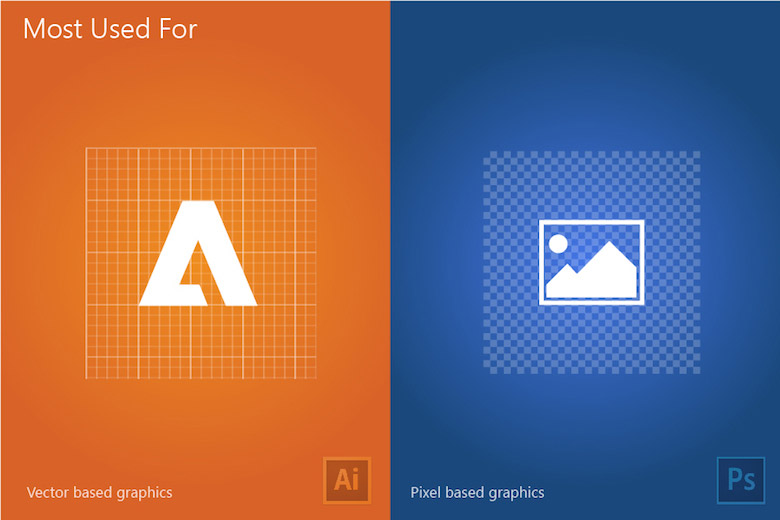 Most Used For
Vector based graphics
Ai
Pixel based graphics
Ps